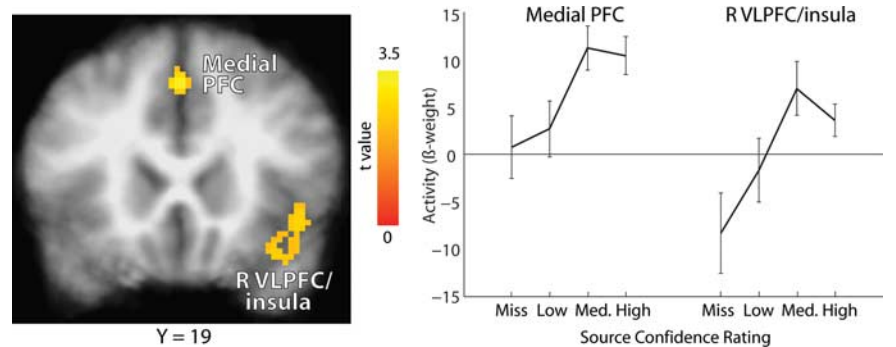 Medial
PFC
R VLPFC/
insula
Y = 19
3.5
t value
0
Medial PFC
R VLPFC/insula
Activity (ß-weight)
15
10
5
0
−5
−10
−15
Miss Low Med. High
Miss Low Med. High
Source Confidence Rating